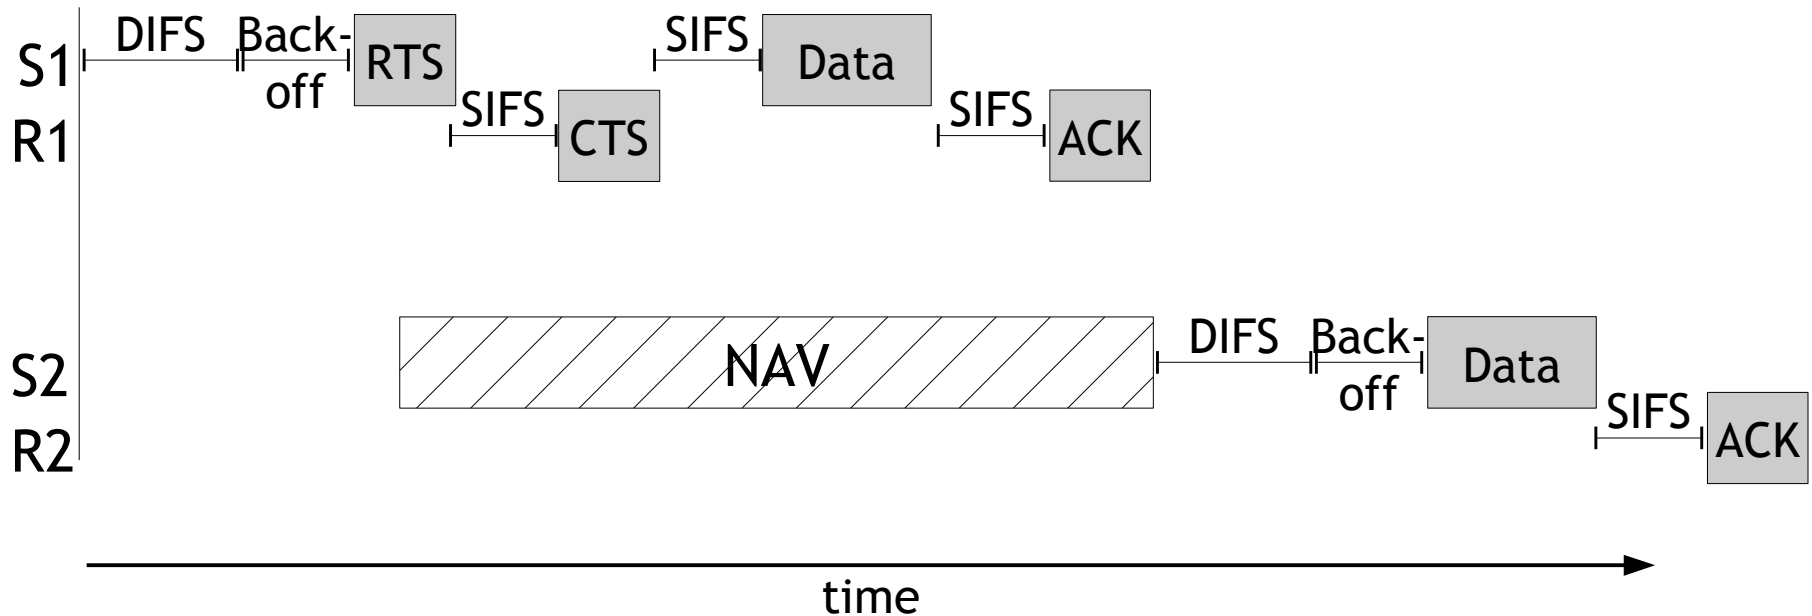 DIFS
Back-
off
RTS
SIFS
Data
S1
SIFS
CTS
SIFS
ACK
R1
NAV
DIFS
Back-
off
Data
S2
SIFS
ACK
R2
time